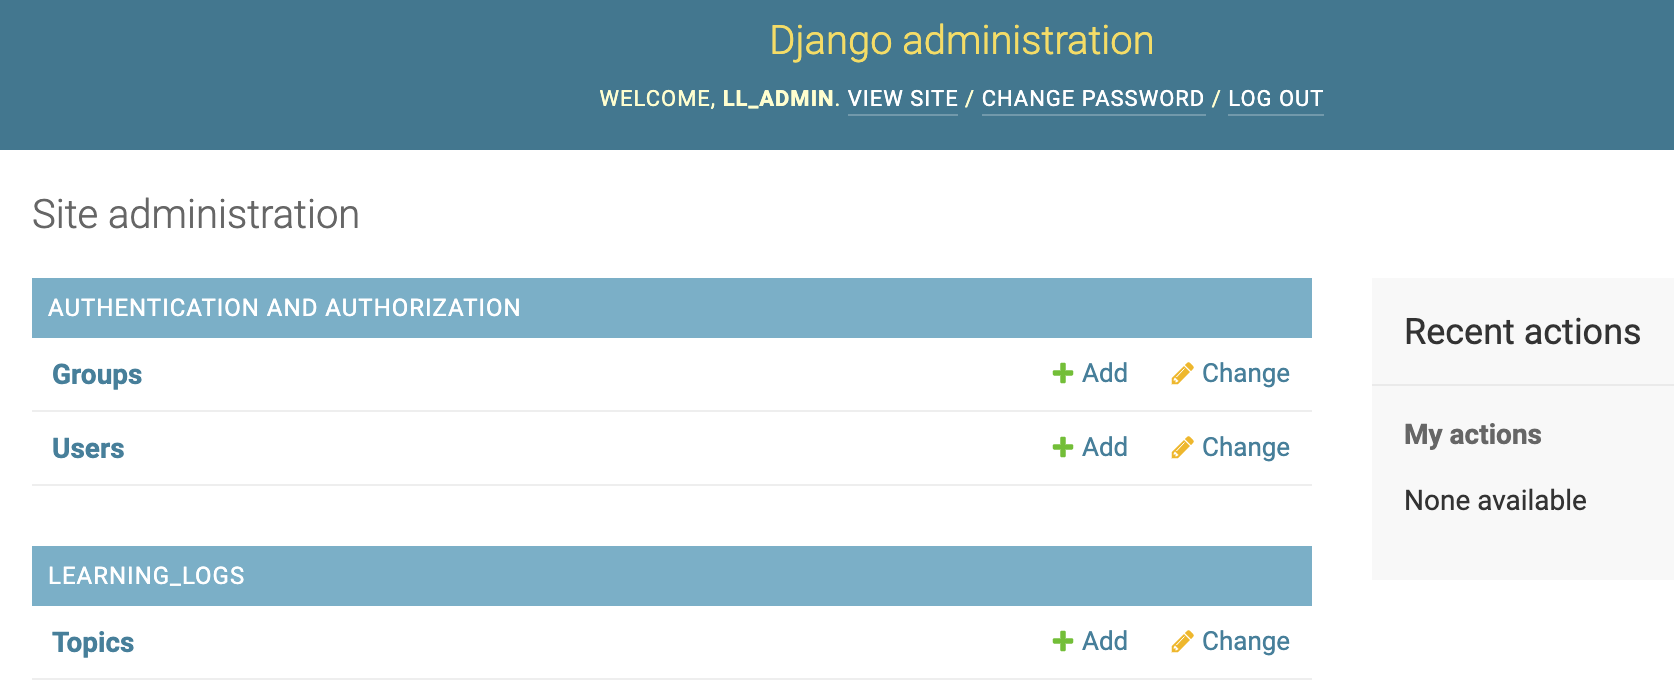 Django administration
WELCOME, LL_ADMIN. VIEW SITE / CHANGE PASSWORD / LOG OUT
Site administration
AUTHENTICATION AND AUTHORIZATION
Groups Add Change
Users Add Change
LEARNING_LOGS
Topics Add Change
Recent actions
My actions
None available